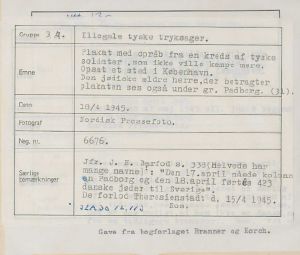 Gruppe 3 A. Illegale tyske tryksager.
Emne
Plakat med opråb fra en kreds af tyske
soldater, som ikke ville kæmpe mere.
Opsat et sted i København.
Den jødiske ældre herre, der betragter
plakaten ses også under gr. Padborg. (31).
Dato 18/4 1945.
Fotograf Nordisk Pressefoto.
Neg. nr. 6676.
Særlige
bemærkninger
Jfr. J. H. Barfod s. 338(Helvede har
mange navne): "Den 17.april nåede kolonnen
Padborg og den 18.april førtes 423
danske jøder til Sverige".
De forlod Theresienstadt d. 15/4 1945.
Gave fra bogforlaget Branner og Korch.